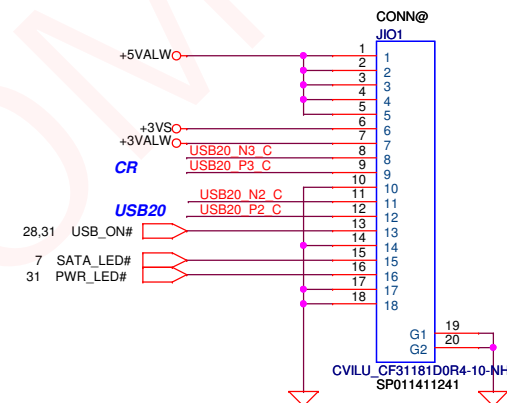 CONN@
JIO1
+5VALW 1 1
2 2
3 3
4 4
5 5
+3VS 6 6
+3VALW 7 7
USB20_N3_C 8 8
CR USB20_P3_C 9 9
10 10
USB20_N2_C 11 11
USB20 USB20_P2_C 12 12
28,31 USB_ON# 13 13
14 14
7 SATA_LED# 15 15
31 PWR_LED# 16 16
17 17
18 18
G1 19
G2 20
CVILU_CF31181D0R4-10-NH
SP011411241